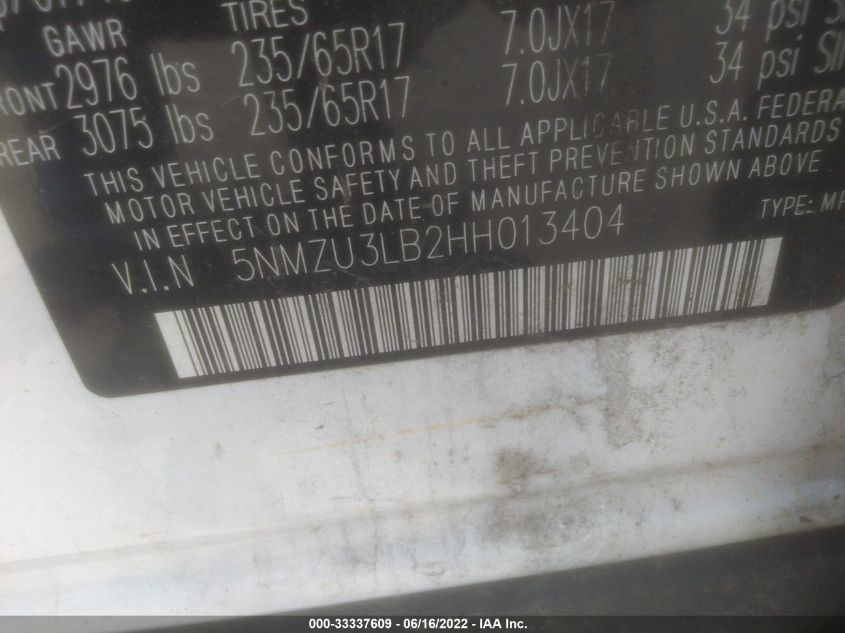 GAWR TIRES
FRONT 2976 lbs 235/65R17 7.0JX17 34 psi
REAR 3075 lbs 235/65R17 7.0JX17 34 psi
THIS VEHICLE CONFORMS TO ALL APPLICABLE U.S.A. FEDERA
MOTOR VEHICLE SAFETY AND THEFT PREVENTION STANDARDS
IN EFFECT ON THE DATE OF MANUFACTURE SHOWN ABOVE
V.I.N 5NMZU3LB2HH013404 TYPE:
000-33337609 - 06/16/2022 - IAA Inc.